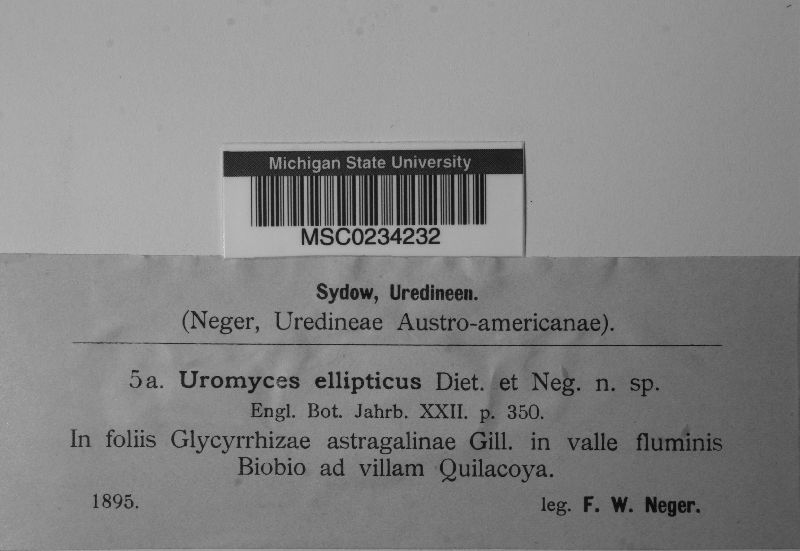 Michigan State University
MSC0234232
Sydow, Uredineen.
(Neger, Uredineae Austro-americanae).
5a. Uromyces ellipticus Diet. et Neg. n. sp.
Engl. Bot. Jahrb. XXII. p. 350.
In foliis Glycyrrhizae astragalinae Gill. in valle fluminis
Biobio ad villam Quilacoya.
1895. leg. F. W. Neger.